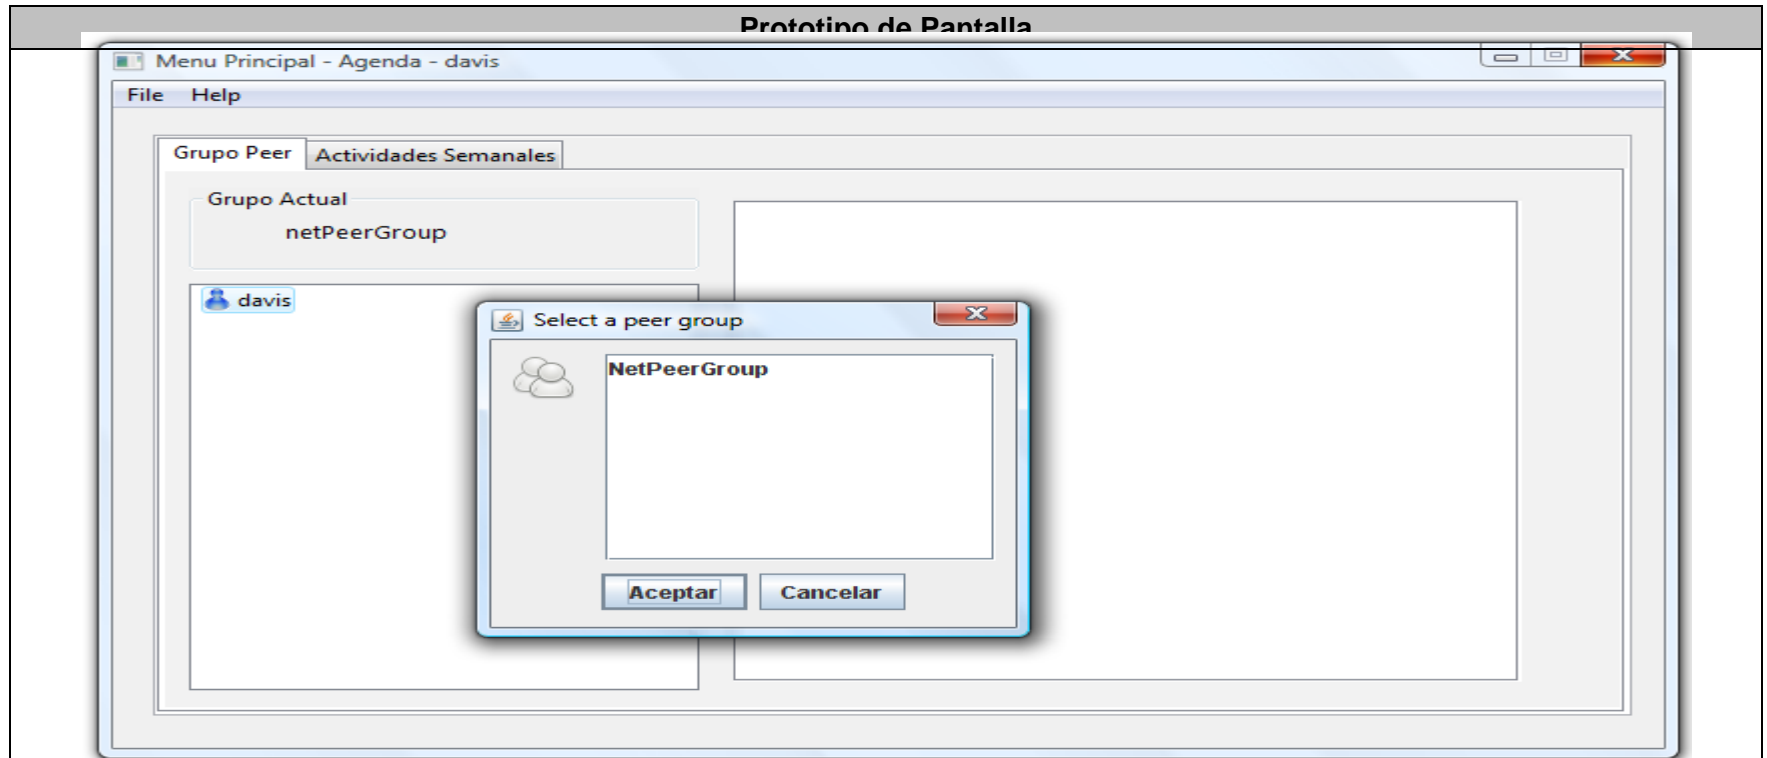 Prototipo de Pantalla
Menu Principal - Agenda - davis
File Help
Grupo Peer Actividades Semanales
Grupo Actual
netPeerGroup
davis
Select a peer group
NetPeerGroup
Aceptar Cancelar